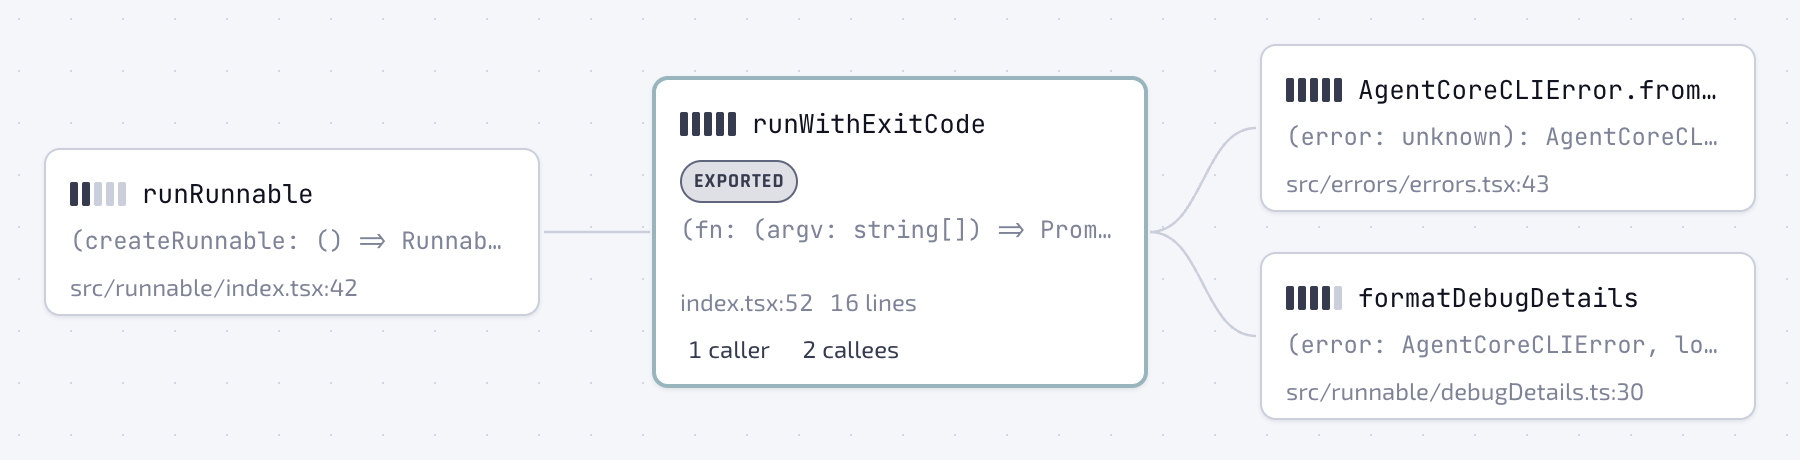 runRunnable
(createRunnable: () => Runnab…
src/runnable/index.tsx:42
runWithExitCode
EXPORTED
(fn: (argv: string[]) => Prom…
index.tsx:52 16 lines
1 caller 2 callees
AgentCoreCLIError.from…
(error: unknown): AgentCoreCL…
src/errors/errors.tsx:43
formatDebugDetails
(error: AgentCoreCLIError, lo…
src/runnable/debugDetails.ts:30